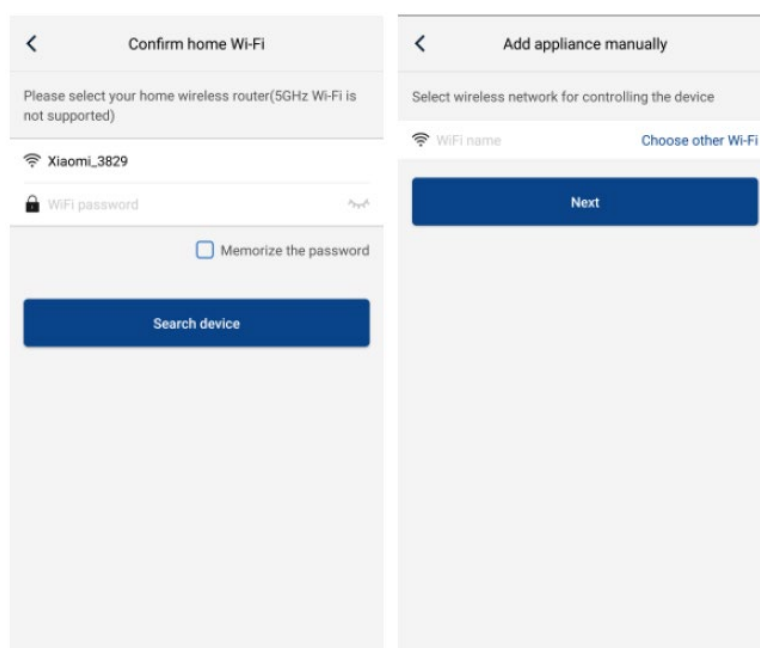 Confirm home Wi-Fi
Please select your home wireless router(5GHz Wi-Fi is
not supported)
Xiaomi_3829
WiFi password
Memorize the password
Search device
Add appliance manually
Select wireless network for controlling the device
WiFi name Choose other Wi-Fi
Next